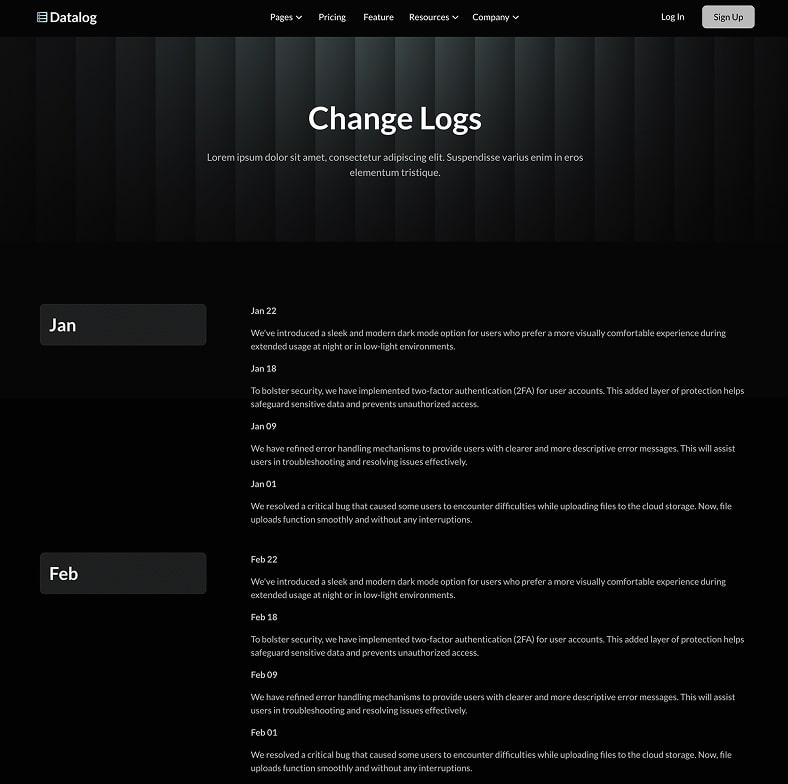 Datalog
Pages Pricing Feature Resources Company
Log In Sign Up
Change Logs
Lorem ipsum dolor sit amet, consectetur adipiscing elit. Suspendisse varius enim in eros
elementum tristique.
Jan
Jan 22
We've introduced a sleek and modern dark mode option for users who prefer a more visually comfortable experience during
extended usage at night or in low-light environments.
Jan 18
To bolster security, we have implemented two-factor authentication (2FA) for user accounts. This added layer of protection helps
safeguard sensitive data and prevents unauthorized access.
Jan 09
We have refined error handling mechanisms to provide users with clearer and more descriptive error messages. This will assist
users in troubleshooting and resolving issues effectively.
Jan 01
We resolved a critical bug that caused some users to encounter difficulties while uploading files to the cloud storage. Now, file
uploads function smoothly and without any interruptions.
Feb
Feb 22
We've introduced a sleek and modern dark mode option for users who prefer a more visually comfortable experience during
extended usage at night or in low-light environments.
Feb 18
To bolster security, we have implemented two-factor authentication (2FA) for user accounts. This added layer of protection helps
safeguard sensitive data and prevents unauthorized access.
Feb 09
We have refined error handling mechanisms to provide users with clearer and more descriptive error messages. This will assist
users in troubleshooting and resolving issues effectively.
Feb 01
We resolved a critical bug that caused some users to encounter difficulties while uploading files to the cloud storage. Now, file
uploads function smoothly and without any interruptions.